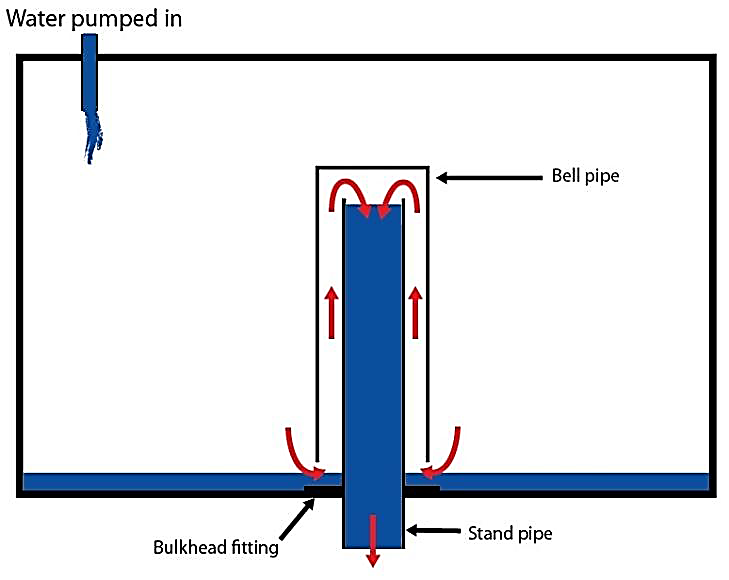 Water pumped in
Bell pipe
Stand pipe
Bulkhead fitting